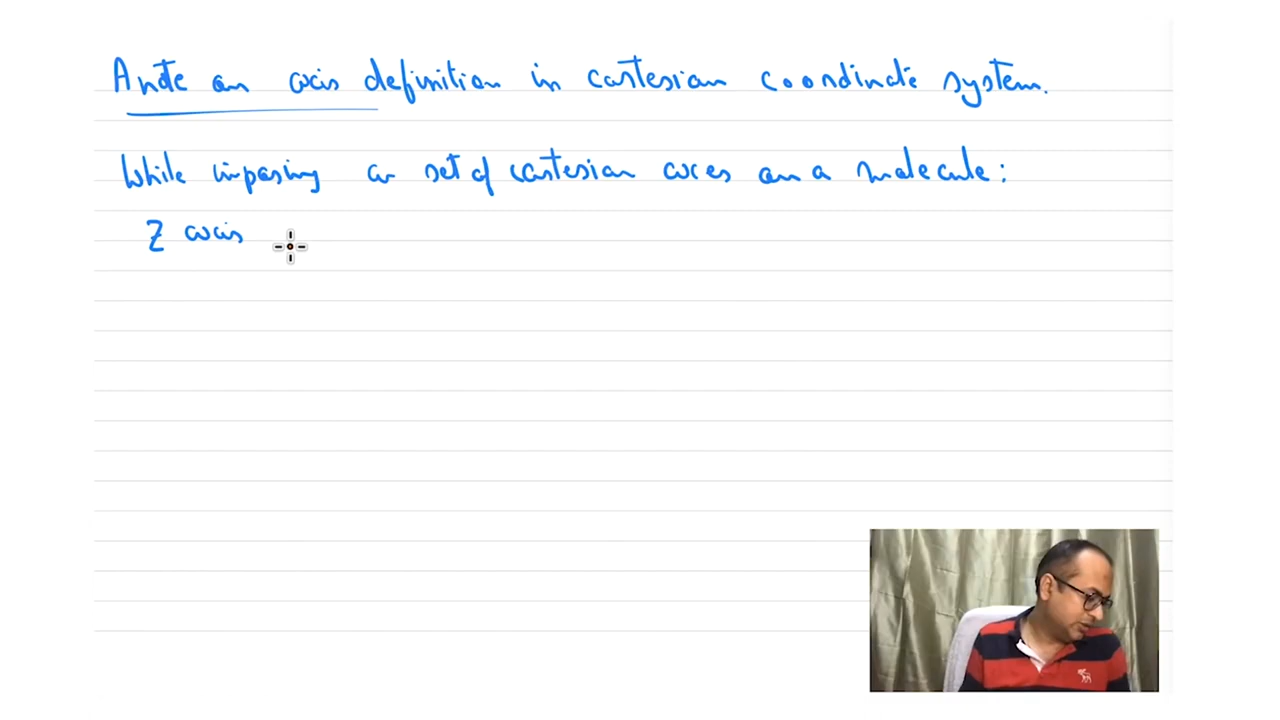 A note on axis definition in cartesian coordinate system.
While imposing a set of cartesian axes on a molecule:
Z axis